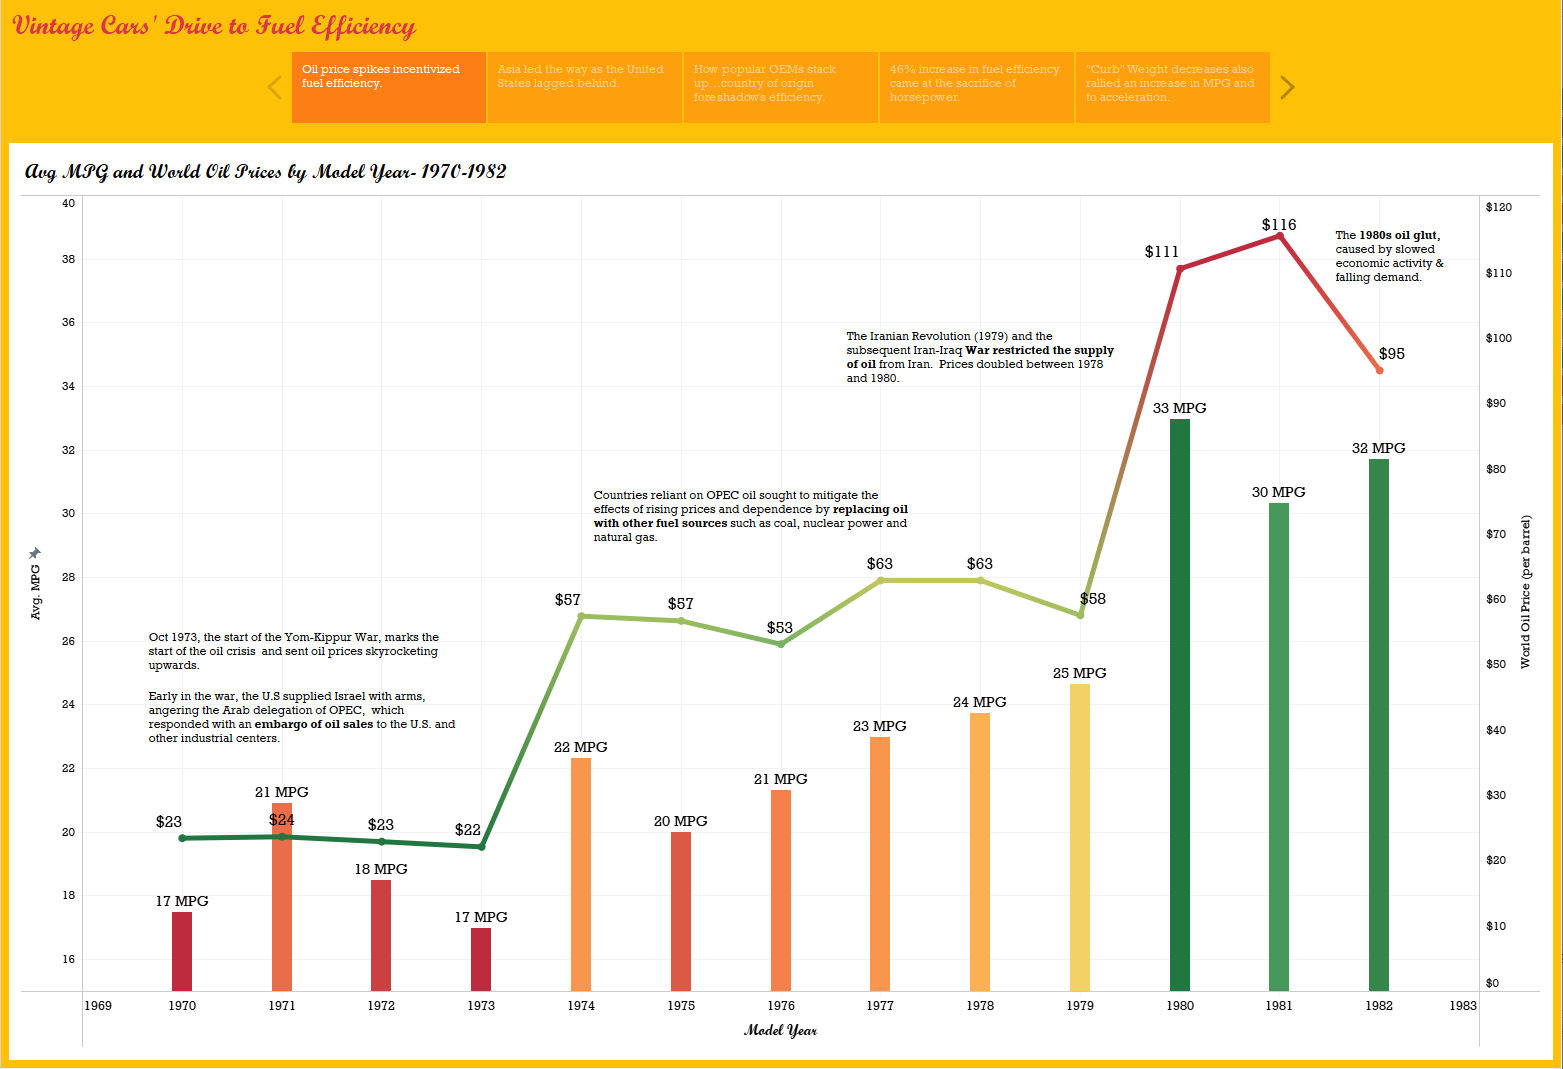 Vintage Cars' Drive to Fuel Efficiency
Oil price spikes incentivized
fuel efficiency.
Asia led the way as the United
States lagged behind.
How popular OEMs stack
up...country of origin
foreshadows efficiency.
46% increase in fuel efficiency
came at the sacrifice of
horsepower.
"Curb" Weight decreases also
rallied an increase in MPG and
to acceleration.
Avg MPG and World Oil Prices by Model Year- 1970-1982
40
38
36
34
32
30
28
26
24
22
20
18
16
Avg. MPG
$120
$110
$100
$90
$80
$70
$60
$50
$40
$30
$20
$10
$0
World Oil Price (per barrel)
The 1980s oil glut,
caused by slowed
economic activity &
falling demand.
The Iranian Revolution (1979) and the
subsequent Iran-Iraq War restricted the supply
of oil from Iran.  Prices doubled between 1978
and 1980.
Countries reliant on OPEC oil sought to mitigate the
effects of rising prices and dependence by replacing oil
with other fuel sources such as coal, nuclear power and
natural gas.
Oct 1973, the start of the Yom-Kippur War, marks the
start of the oil crisis  and sent oil prices skyrocketing
upwards.
Early in the war, the U.S supplied Israel with arms,
angering the Arab delegation of OPEC,  which
responded with an embargo of oil sales to the U.S. and
other industrial centers.
$23
$24
$23
$22
$57
$57
$53
$63
$63
$58
$111
$116
$95
17 MPG
21 MPG
18 MPG
17 MPG
22 MPG
20 MPG
21 MPG
23 MPG
24 MPG
25 MPG
33 MPG
30 MPG
32 MPG
1969
1970
1971
1972
1973
1974
1975
1976
1977
1978
1979
1980
1981
1982
1983
Model Year